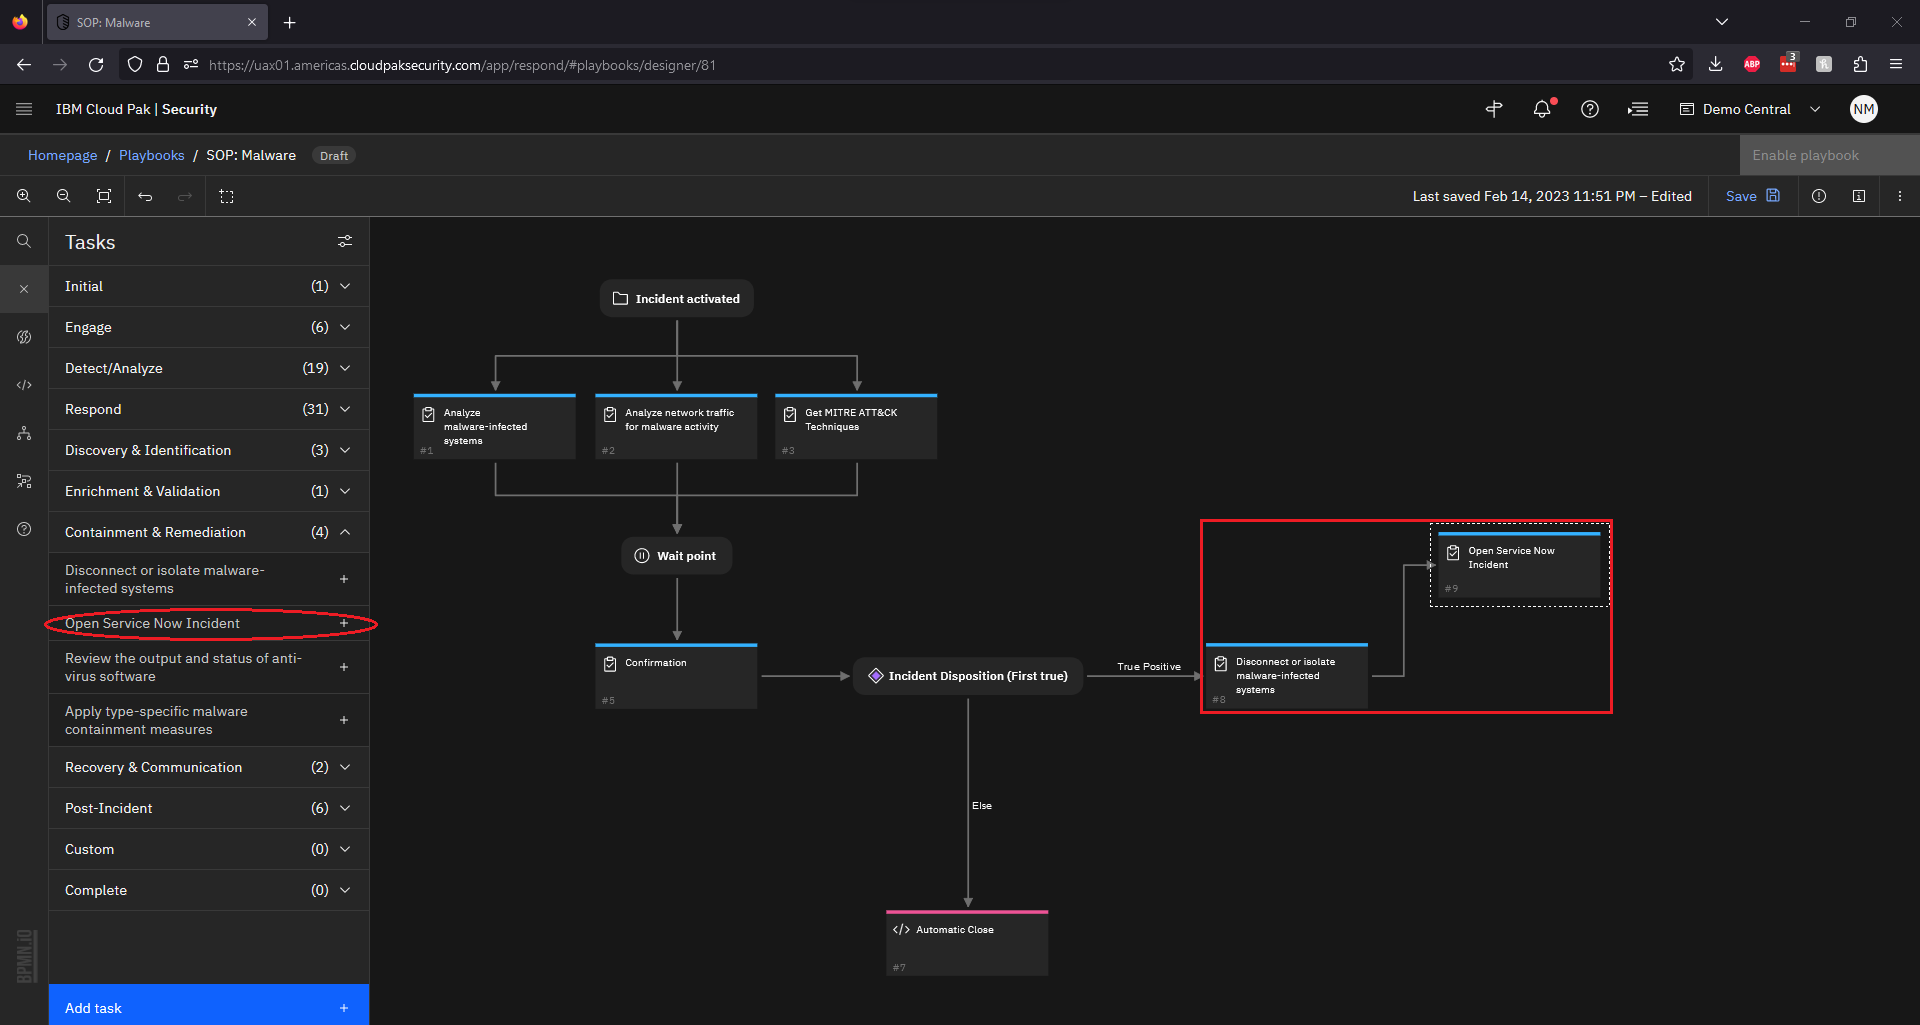 SOP: Malware
https://uax01.americas.cloudpaksecurity.com/app/respond/#playbooks/designer/81
ABP
3
IBM Cloud Pak | Security
Demo Central
NM
Homepage / Playbooks / SOP: Malware
Draft
Enable playbook
Last saved Feb 14, 2023 11:51 PM – Edited
Save
Tasks
Initial (1)
Engage (6)
Detect/Analyze (19)
Respond (31)
Discovery & Identification (3)
Enrichment & Validation (1)
Containment & Remediation (4)
Disconnect or isolate malware-
infected systems
Open Service Now Incident
Review the output and status of anti-
virus software
Apply type-specific malware
containment measures
Recovery & Communication (2)
Post-Incident (6)
Custom (0)
Complete (0)
Add task
BPMN.iO
Incident activated
Analyze
malware-infected
systems
#1
Analyze network traffic
for malware activity
#2
Get MITRE ATT&CK
Techniques
#3
Wait point
Confirmation
#5
Incident Disposition (First true)
True Positive
Disconnect or isolate
malware-infected
systems
#8
Open Service Now
Incident
#9
Else
Automatic Close
#7